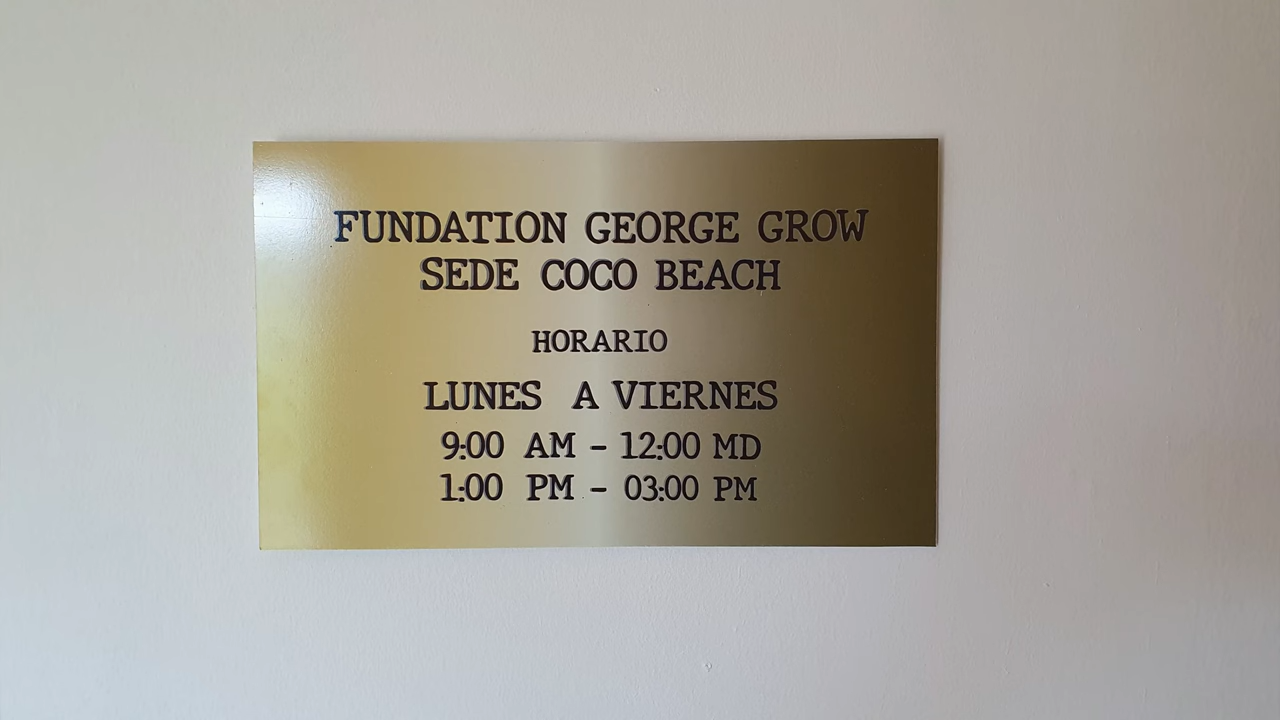 FUNDATION GEORGE GROW
SEDE COCO BEACH
HORARIO
LUNES A VIERNES
9:00 AM - 12:00 MD
1:00 PM - 03:00 PM